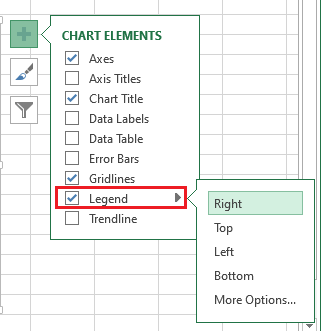 CHART ELEMENTS
Axes
Axis Titles
Chart Title
Data Labels
Data Table
Error Bars
Gridlines
Legend
Trendline
Right
Top
Left
Bottom
More Options...